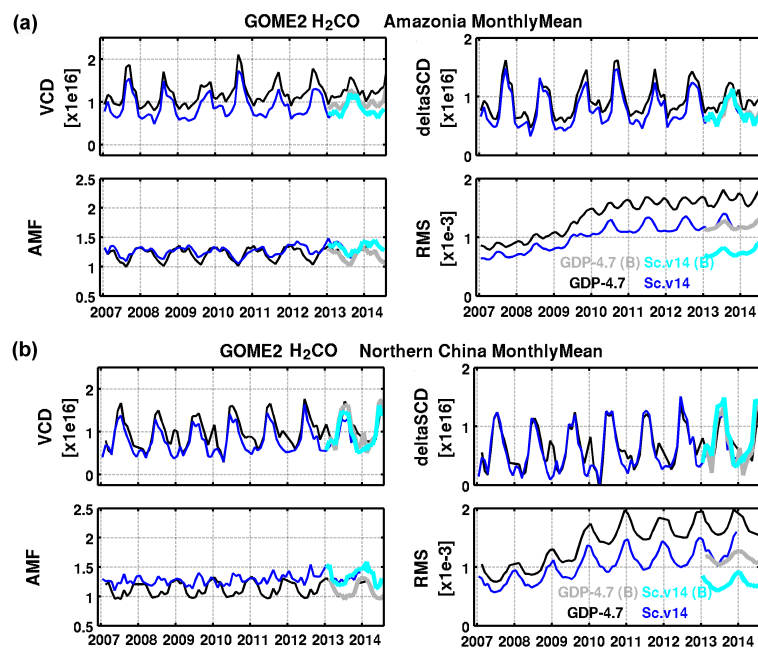 (a)
GOME2 H2CO Amazonia MonthlyMean
VCD
[x1e16]
2
1
0
deltaSCD
[x1e16]
2
1
0
AMF
2.5
2
1.5
1
0.5
2007 2008 2009 2010 2011 2012 2013 2014
RMS
[x1e-3]
2
1
0
GDP-4.7 (B) Sc.v14 (B)
GDP-4.7 Sc.v14
2007 2008 2009 2010 2011 2012 2013 2014
(b)
GOME2 H2CO Northern China MonthlyMean
VCD
[x1e16]
2
1
0
deltaSCD
[x1e16]
2
1
0
AMF
2.5
2
1.5
1
0.5
2007 2008 2009 2010 2011 2012 2013 2014
RMS
[x1e-3]
2
1
0
GDP-4.7 (B) Sc.v14 (B)
GDP-4.7 Sc.v14
2007 2008 2009 2010 2011 2012 2013 2014